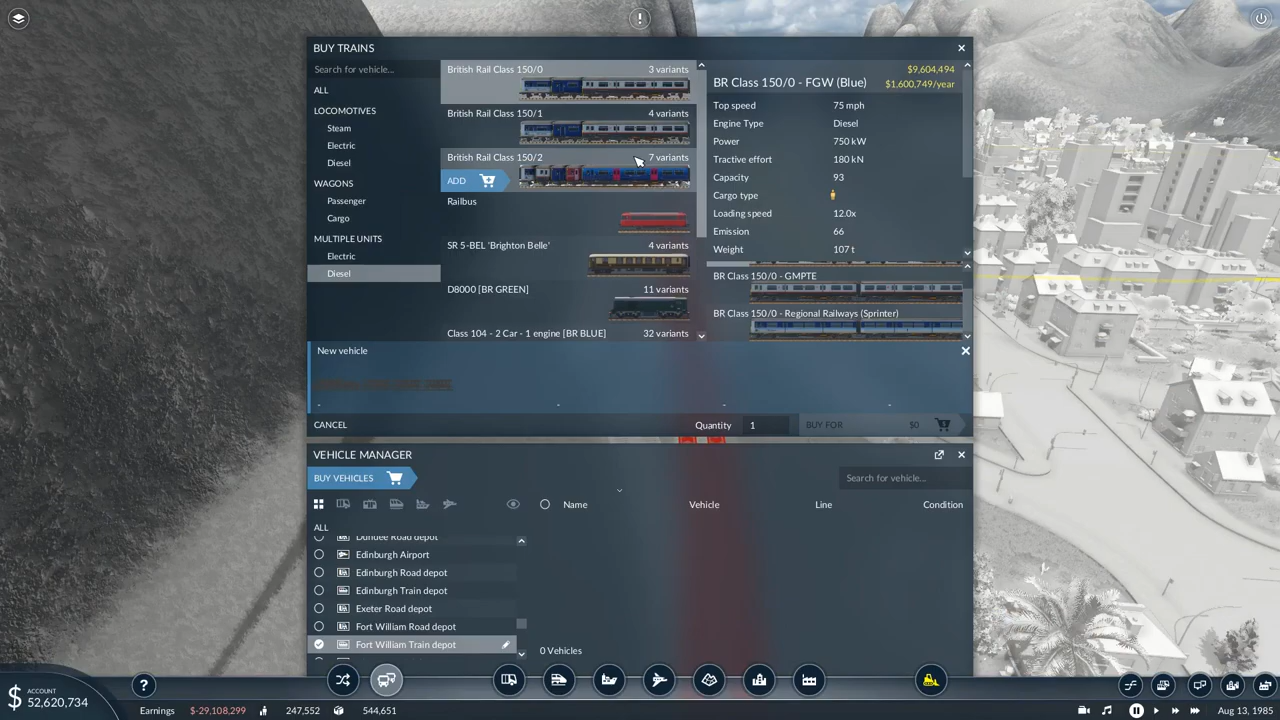 BUY TRAINS
Search for vehicle...
ALL
LOCOMOTIVES
Steam
Electric
Diesel
WAGONS
Passenger
Cargo
MULTIPLE UNITS
Electric
Diesel
British Rail Class 150/0 3 variants
British Rail Class 150/1 4 variants
British Rail Class 150/2 7 variants
ADD
Railbus
SR 5-BEL 'Brighton Belle' 4 variants
D8000 [BR GREEN] 11 variants
Class 104 - 2 Car - 1 engine [BR BLUE] 32 variants
$9,604,494
BR Class 150/0 - FGW (Blue) $1,600,749/year
Top speed 75 mph
Engine Type Diesel
Power 750 kW
Tractive effort 180 kN
Capacity 93
Cargo type
Loading speed 12.0x
Emission 66
Weight 107 t
BR Class 150/0 - GMPTE
BR Class 150/0 - Regional Railways (Sprinter)
New vehicle
- - - -
CANCEL Quantity 1 BUY FOR $0
VEHICLE MANAGER
BUY VEHICLES Search for vehicle...
Name Vehicle Line Condition
ALL
Dundee Road depot
Edinburgh Airport
Edinburgh Road depot
Edinburgh Train depot
Exeter Road depot
Fort William Road depot
Fort William Train depot
0 Vehicles
$ ACCOUNT
52,620,734
?
Earnings $-29,108,299 247,552 544,651 Aug 13, 1985